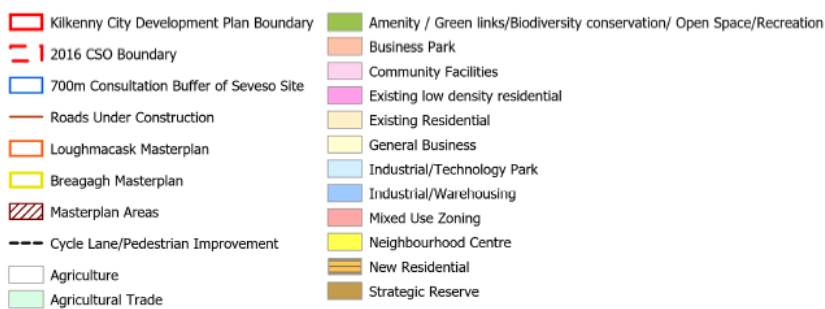 Kilkenny City Development Plan Boundary
2016 CSO Boundary
700m Consultation Buffer of Seveso Site
Roads Under Construction
Loughmacask Masterplan
Breagagh Masterplan
Masterplan Areas
Cycle Lane/Pedestrian Improvement
Agriculture
Agricultural Trade
Amenity / Green links/Biodiversity conservation/ Open Space/Recreation
Business Park
Community Facilities
Existing low density residential
Existing Residential
General Business
Industrial/Technology Park
Industrial/Warehousing
Mixed Use Zoning
Neighbourhood Centre
New Residential
Strategic Reserve